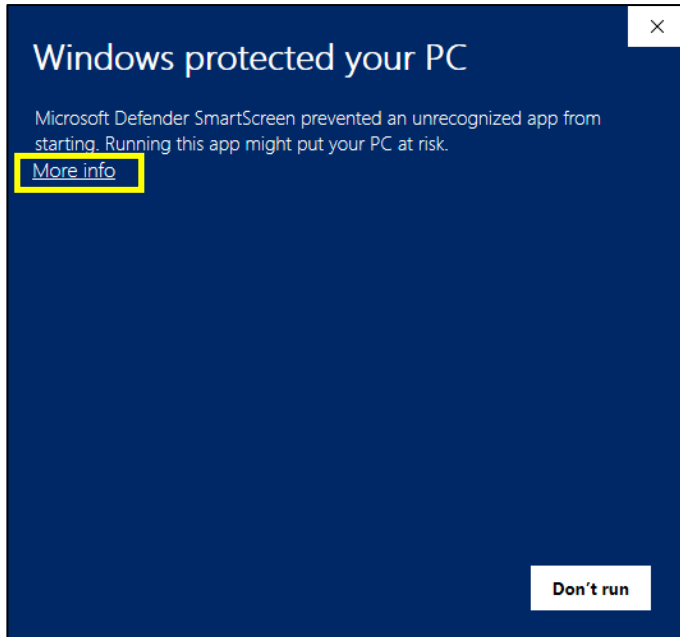 Windows protected your PC
Microsoft Defender SmartScreen prevented an unrecognized app from
starting. Running this app might put your PC at risk.
More info
Don't run